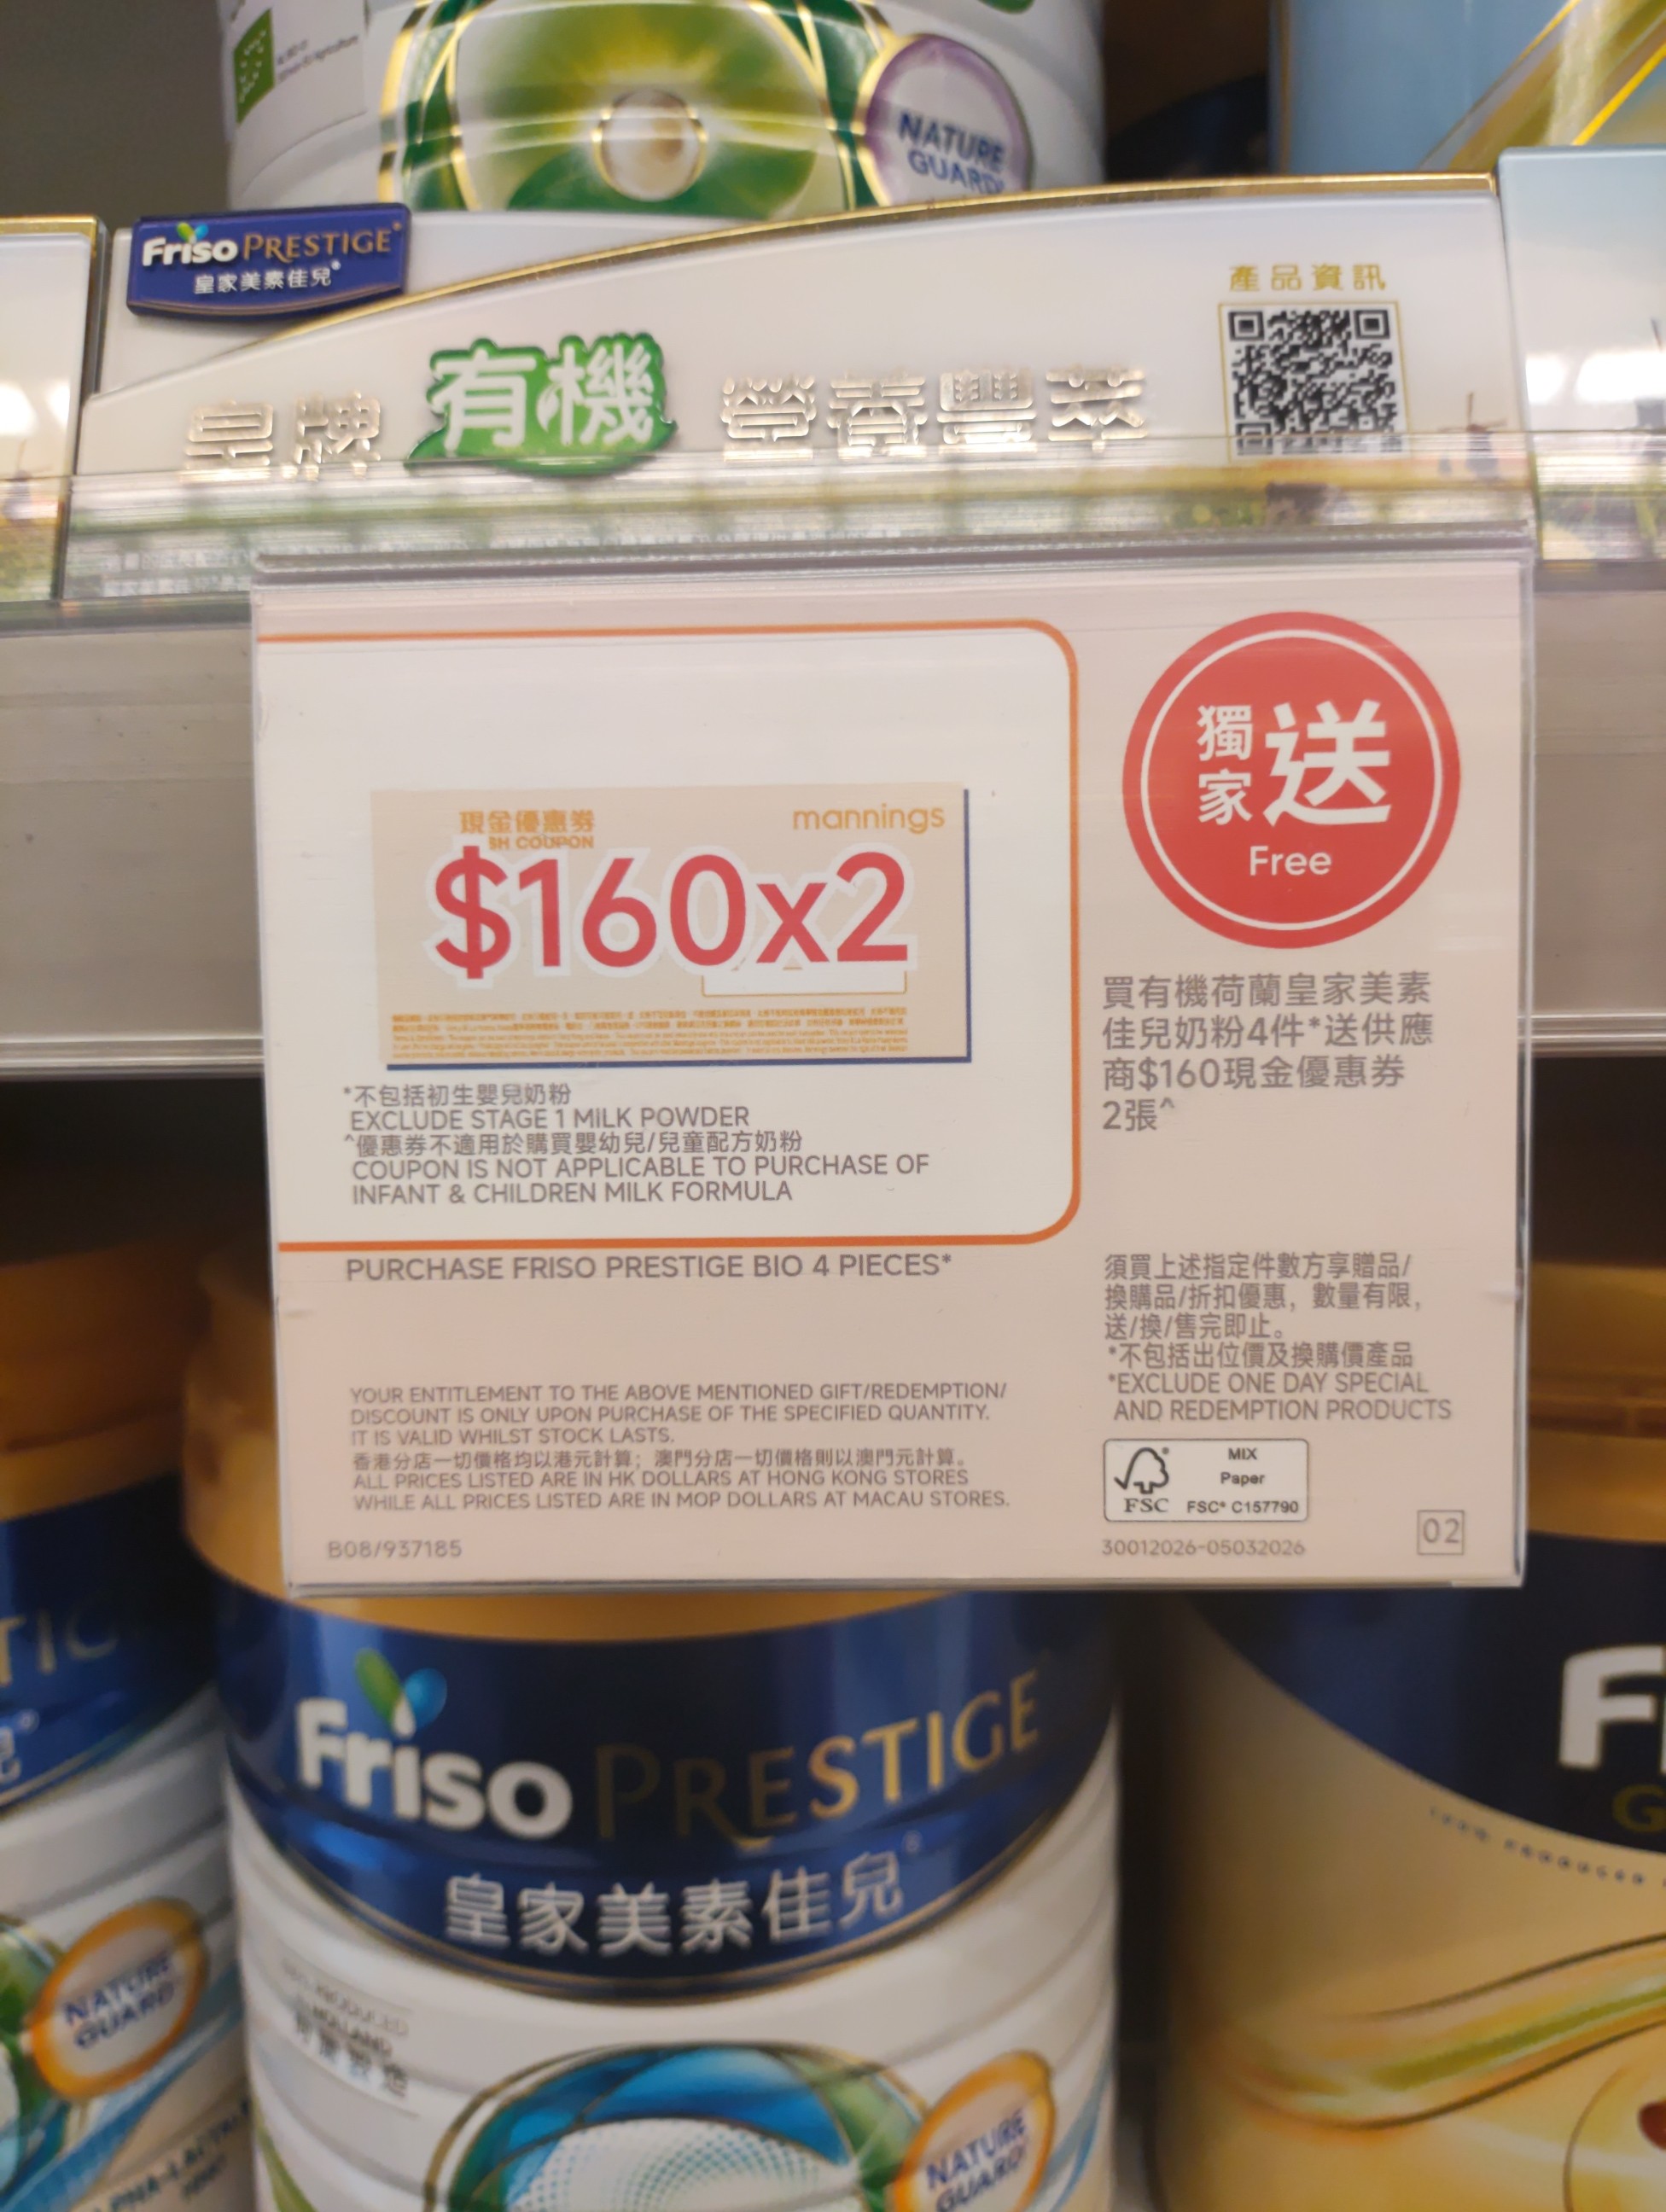 NATURE
GUARD
Friso PRESTIGE®
皇家美素佳兒®
產品資訊
皇牌 有機 營養豐萃
現金優惠券
SH COUPON
mannings
$160x2
獨家送
Free
買有機荷蘭皇家美素
佳兒奶粉4件*送供應
商$160現金優惠券
2張^
*不包括初生嬰兒奶粉
EXCLUDE STAGE 1 MILK POWDER
^優惠券不適用於購買嬰幼兒/兒童配方奶粉
COUPON IS NOT APPLICABLE TO PURCHASE OF
INFANT & CHILDREN MILK FORMULA
PURCHASE FRISO PRESTIGE BIO 4 PIECES*
須買上述指定件數方享贈品/
換購品/折扣優惠，數量有限，
送/換/售完即止。
*不包括出位價及換購價產品
*EXCLUDE ONE DAY SPECIAL
AND REDEMPTION PRODUCTS
YOUR ENTITLEMENT TO THE ABOVE MENTIONED GIFT/REDEMPTION/
DISCOUNT IS ONLY UPON PURCHASE OF THE SPECIFIED QUANTITY.
IT IS VALID WHILST STOCK LASTS.
香港分店一切價格均以港元計算；澳門分店一切價格則以澳門元計算。
ALL PRICES LISTED ARE IN HK DOLLARS AT HONG KONG STORES
WHILE ALL PRICES LISTED ARE IN MOP DOLLARS AT MACAU STORES.
FSC®
MIX
Paper
FSC® C157790
B08/937185
30012026-05032026
02
Friso PRESTIGE
皇家美素佳兒®
HOLLAND
NATURE
GUARD
NATURE
GUARD